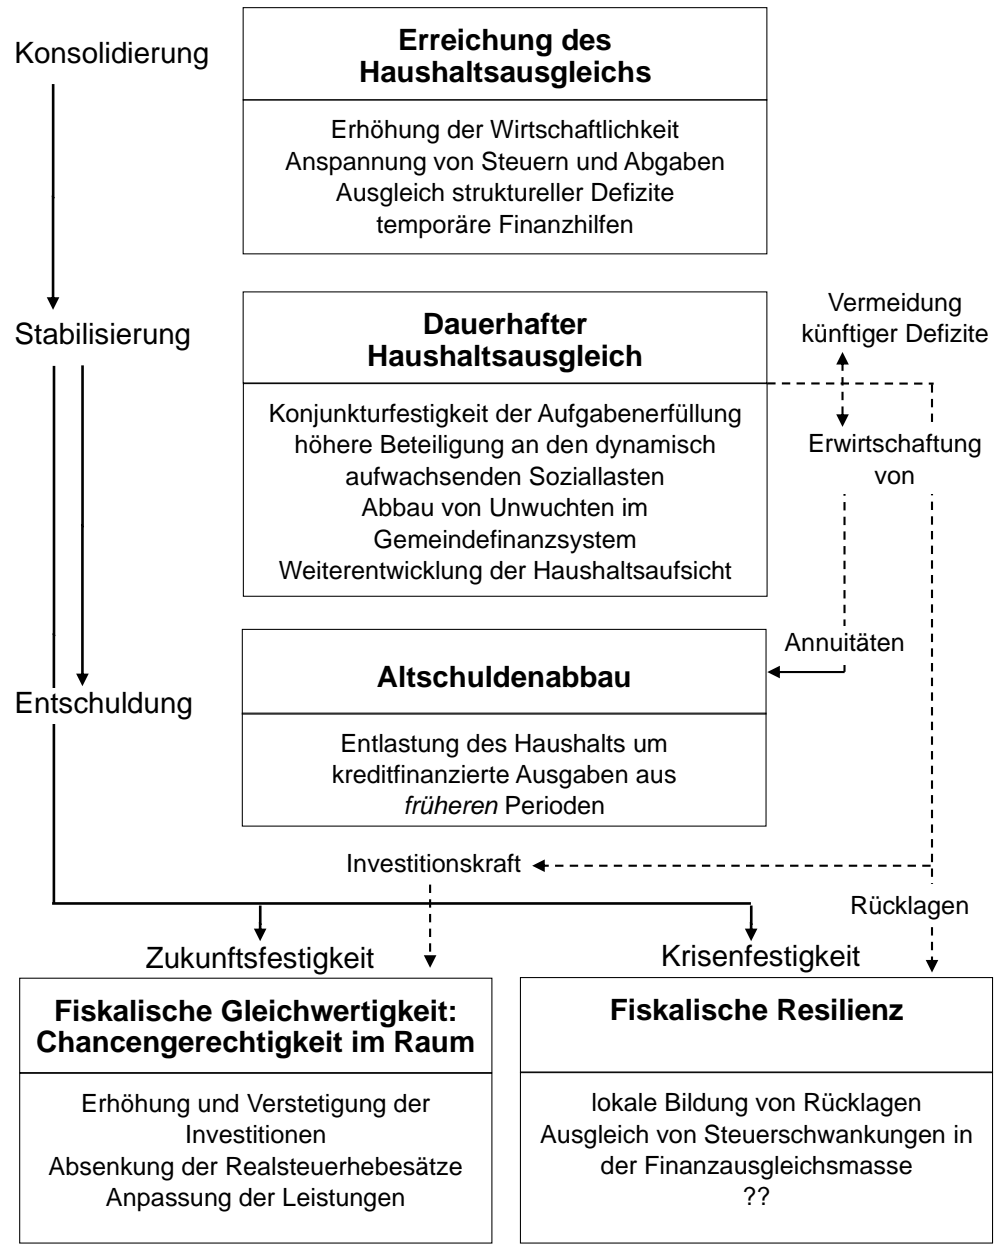 Konsolidierung
Erreichung des
Haushaltsausgleichs
Erhöhung der Wirtschaftlichkeit
Anspannung von Steuern und Abgaben
Ausgleich struktureller Defizite
temporäre Finanzhilfen
Stabilisierung
Dauerhafter
Haushaltsausgleich
Konjunkturfestigkeit der Aufgabenerfüllung
höhere Beteiligung an den dynamisch
aufwachsenden Soziallasten
Abbau von Unwuchten im
Gemeindefinanzsystem
Weiterentwicklung der Haushaltsaufsicht
Vermeidung
künftiger Defizite
Erwirtschaftung
von
Annuitäten
Entschuldung
Altschuldenabbau
Entlastung des Haushalts um
kreditfinanzierte Ausgaben aus
früheren Perioden
Investitionskraft
Rücklagen
Zukunftsfestigkeit
Fiskalische Gleichwertigkeit:
Chancengerechtigkeit im Raum
Erhöhung und Verstetigung der
Investitionen
Absenkung der Realsteuerhebesätze
Anpassung der Leistungen
Krisenfestigkeit
Fiskalische Resilienz
lokale Bildung von Rücklagen
Ausgleich von Steuerschwankungen in
der Finanzausgleichsmasse
??